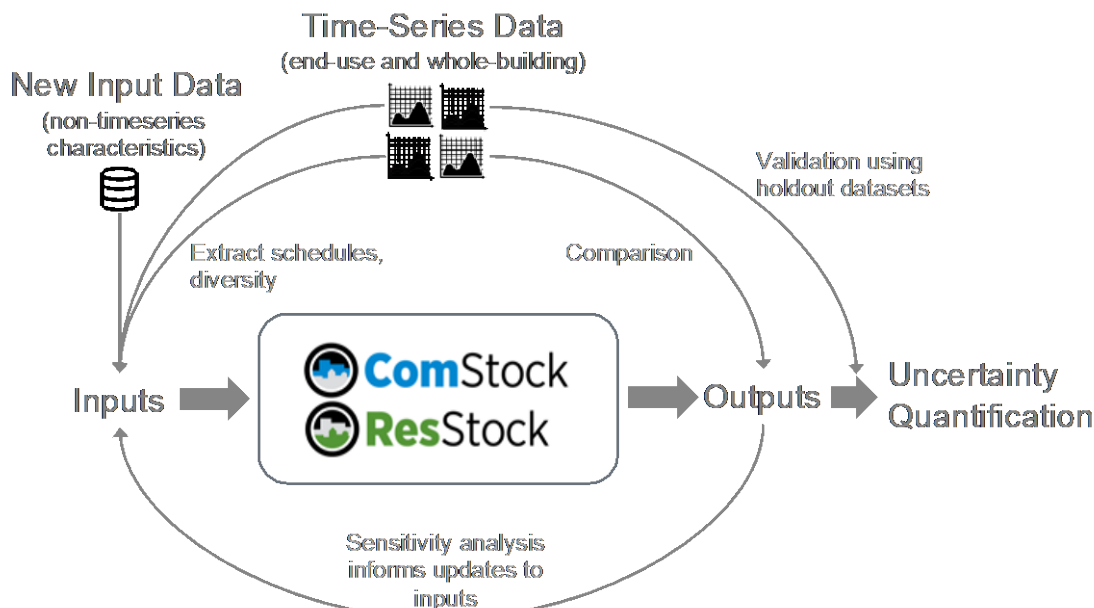 Time-Series Data
(end-use and whole-building)
New Input Data
(non-timeseries
characteristics)
Validation using
holdout datasets
Extract schedules,
diversity
Comparison
ComStock
ResStock
Inputs
Outputs
Uncertainty
Quantification
Sensitivity analysis
informs updates to
inputs